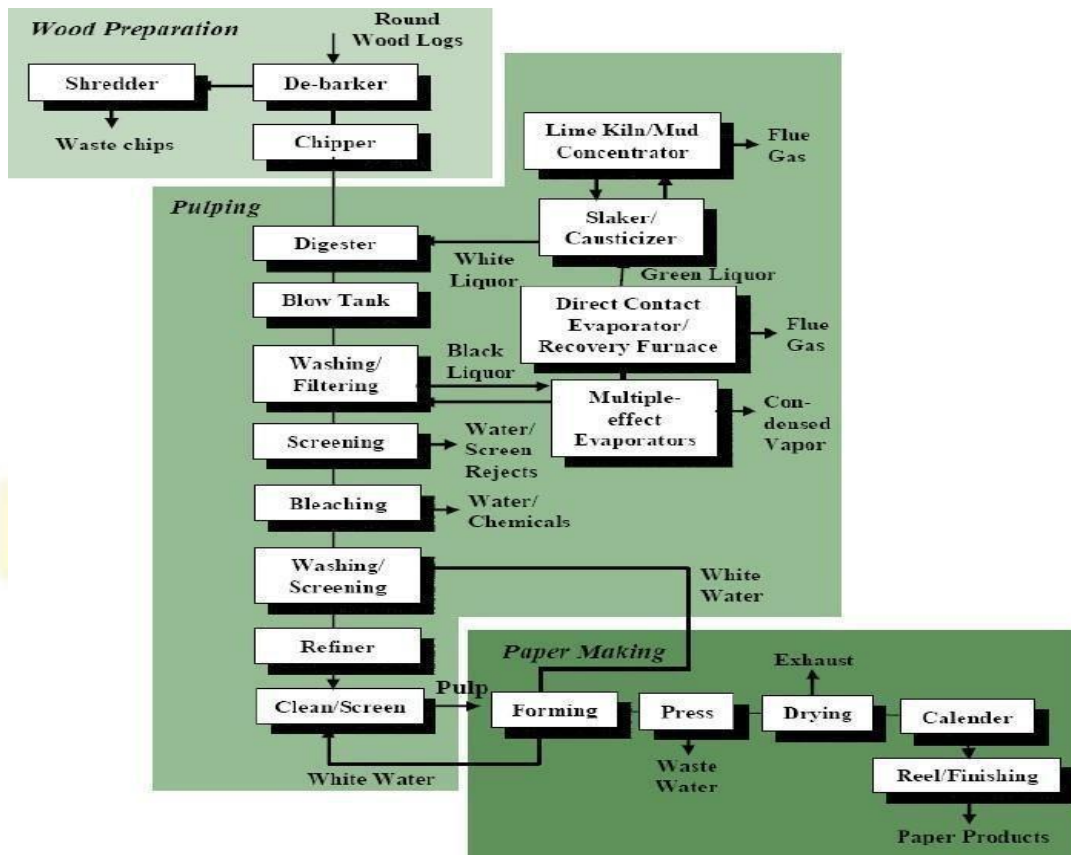 Wood Preparation
Round
Wood Logs
Shredder
De-barker
Waste chips
Chipper
Lime Kiln/Mud
Concentrator
Flue
Gas
Pulping
Slaker/
Causticizer
Digester
White
Liquor
Green Liquor
Blow Tank
Direct Contact
Evaporator/
Recovery Furnace
Flue
Gas
Washing/
Filtering
Black
Liquor
Multiple-
effect
Evaporators
Con-
densed
Vapor
Screening
Water/
Screen
Rejects
Bleaching
Water/
Chemicals
Washing/
Screening
White
Water
Refiner
Paper Making
Exhaust
Clean/Screen
Pulp
Forming
Press
Drying
Calender
White Water
Waste
Water
Reel/Finishing
Paper Products